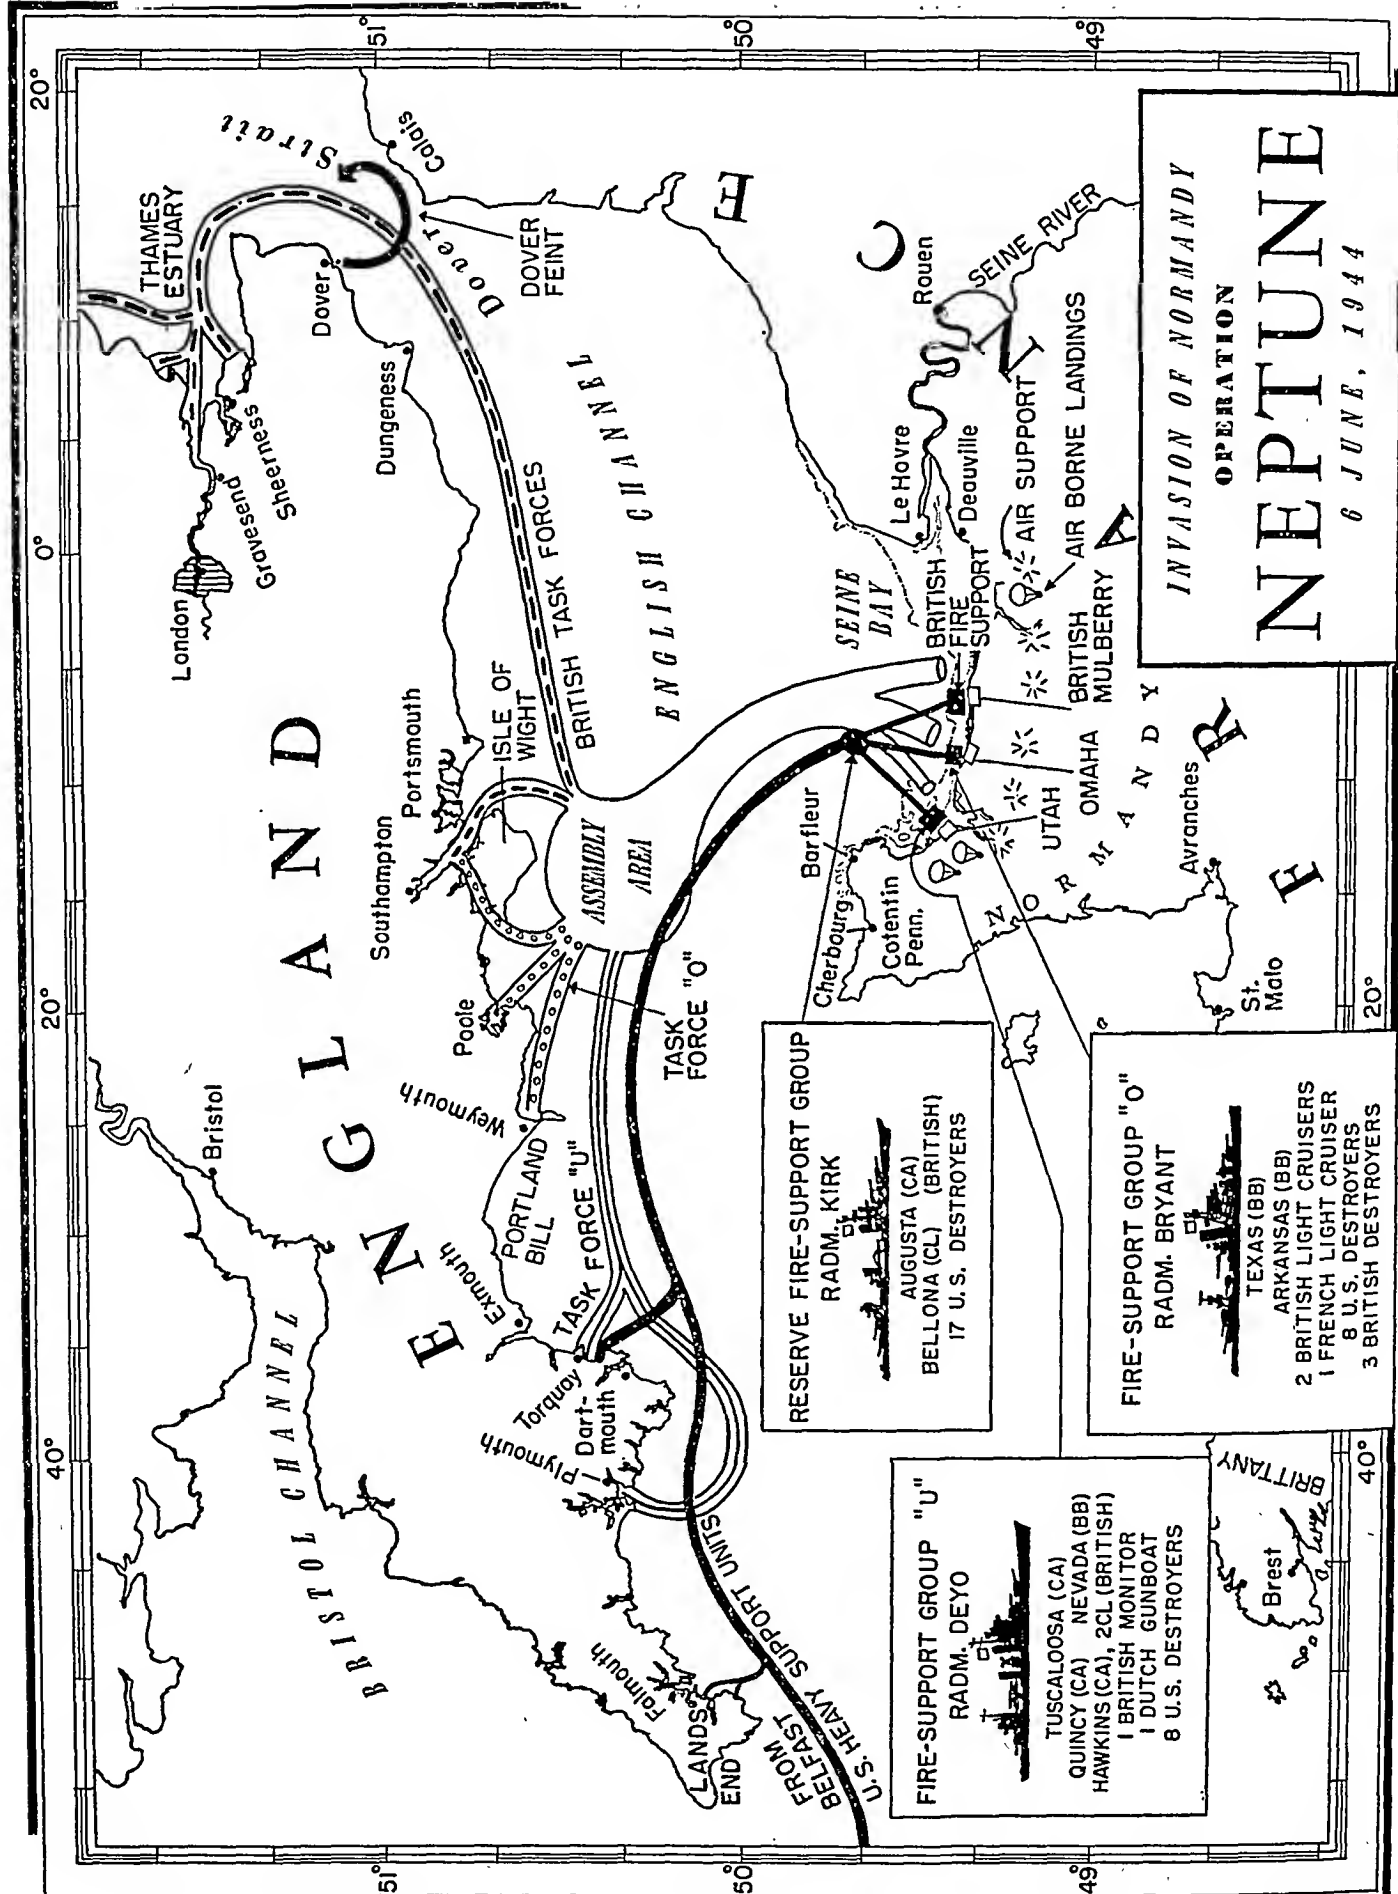 20°
0°
20°
40°
51°
50°
49°
51°
50°
49°
20°
40°
ENGLAND
FRANCE
NORMANDY
BRITTANY
BRISTOL CHANNEL
ENGLISH CHANNEL
Strait
Dover
THAMES
ESTUARY
London
Gravesend
Sheerness
Dover
Calais
DOVER
FEINT
Dungeness
BRITISH TASK FORCES
Portsmouth
ISLE OF
WIGHT
Southampton
Poole
Weymouth
PORTLAND
BILL
Bristol
Exmouth
Torquay
Dart-
mouth
Plymouth
Falmouth
LANDS
END
ASSEMBLY
AREA
TASK
FORCE "O"
TASK FORCE "U"
FROM
BELFAST
U.S. HEAVY SUPPORT UNITS
SEINE
BAY
Le Hovre
Deauville
Rouen
SEINE RIVER
BRITISH
FIRE
SUPPORT
AIR SUPPORT
AIR BORNE LANDINGS
BRITISH
MULBERRY
OMAHA
UTAH
Barfleur
Cherbourg
Cotentin
Penn.
Avranches
St.
Malo
Brest
RESERVE FIRE-SUPPORT GROUP
RADM. KIRK
AUGUSTA (CA)
BELLONA (CL) (BRITISH)
17 U. S. DESTROYERS
FIRE-SUPPORT GROUP "O"
RADM. BRYANT
TEXAS (BB)
ARKANSAS (BB)
2 BRITISH LIGHT CRUISERS
1 FRENCH LIGHT CRUISER
8 U. S. DESTROYERS
3 BRITISH DESTROYERS
FIRE-SUPPORT GROUP "U"
RADM. DEYO
TUSCALOOSA (CA)
QUINCY (CA) NEVADA (BB)
HAWKINS (CA), 2CL (BRITISH)
1 BRITISH MONITOR
1 DUTCH GUNBOAT
8 U.S. DESTROYERS
INVASION OF NORMANDY
OPERATION
NEPTUNE
6 JUNE, 1944